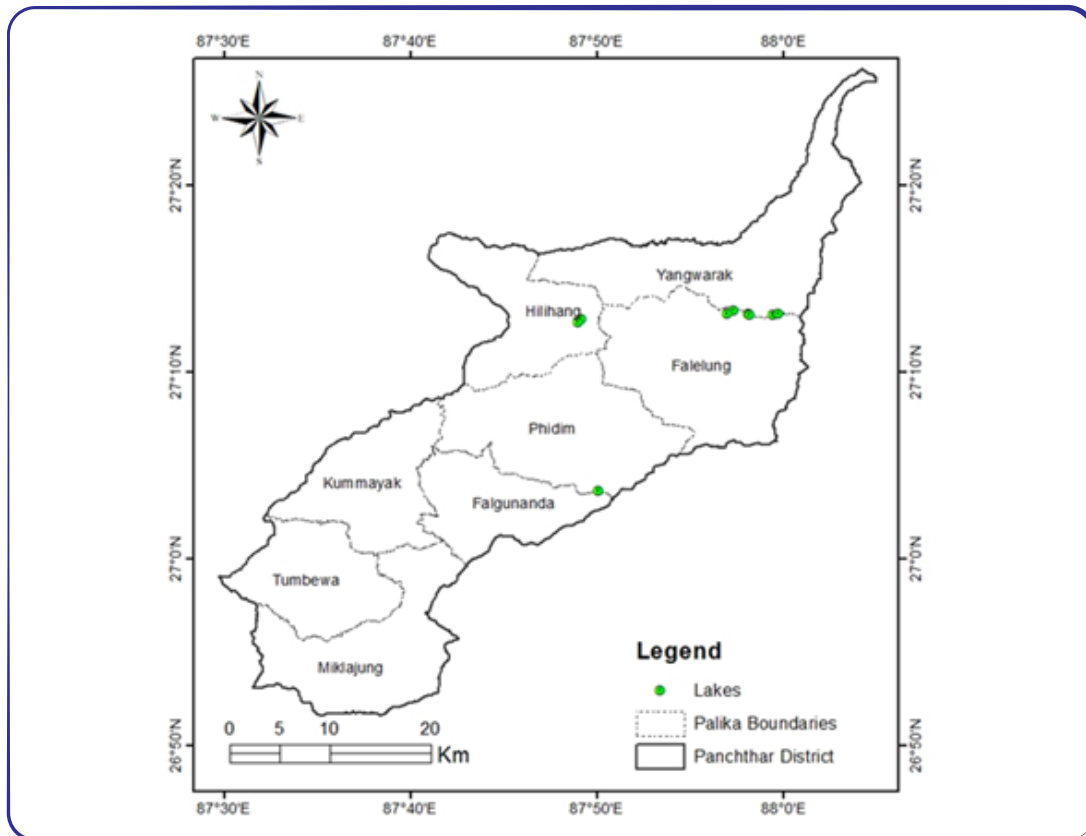 87°30'E 87°40'E 87°50'E 88°0'E
N
W E
S
27°20'N 27°20'N
Yangwarak
Hilihang
27°10'N 27°10'N
Falelung
Phidim
Kummayak
Falgunanda
27°0'N 27°0'N
Tumbewa
Miklajung
Legend
Lakes
Palika Boundaries
Panchthar District
0 5 10 20
Km
26°50'N 26°50'N
87°30'E 87°40'E 87°50'E 88°0'E